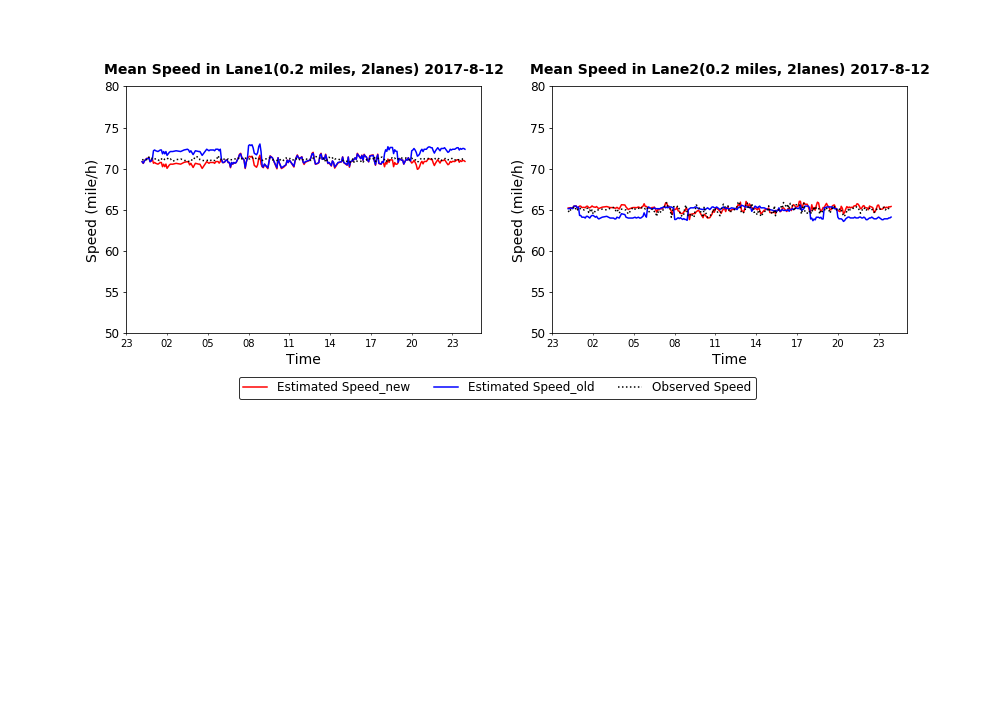 Mean Speed in Lane1(0.2 miles, 2lanes) 2017-8-12
80
75
70
65
60
55
50
Speed (mile/h)
23 02 05 08 11 14 17 20 23
Time
Mean Speed in Lane2(0.2 miles, 2lanes) 2017-8-12
80
75
70
65
60
55
50
Speed (mile/h)
23 02 05 08 11 14 17 20 23
Time
Estimated Speed_new Estimated Speed_old Observed Speed